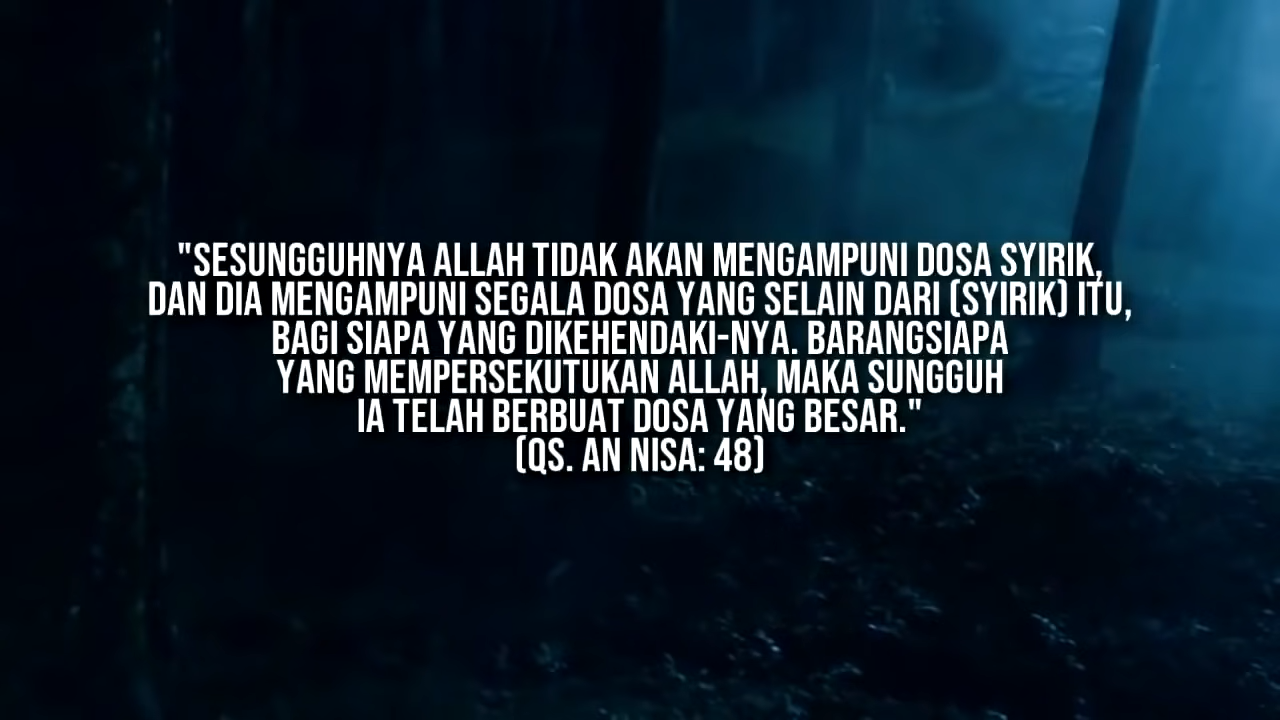 "SESUNGGUHNYA ALLAH TIDAK AKAN MENGAMPUNI DOSA SYIRIK,
DAN DIA MENGAMPUNI SEGALA DOSA YANG SELAIN DARI (SYIRIK) ITU,
BAGI SIAPA YANG DIKEHENDAKI-NYA. BARANGSIAPA
YANG MEMPERSEKUTUKAN ALLAH, MAKA SUNGGUH
IA TELAH BERBUAT DOSA YANG BESAR."
(QS. AN NISA: 48)